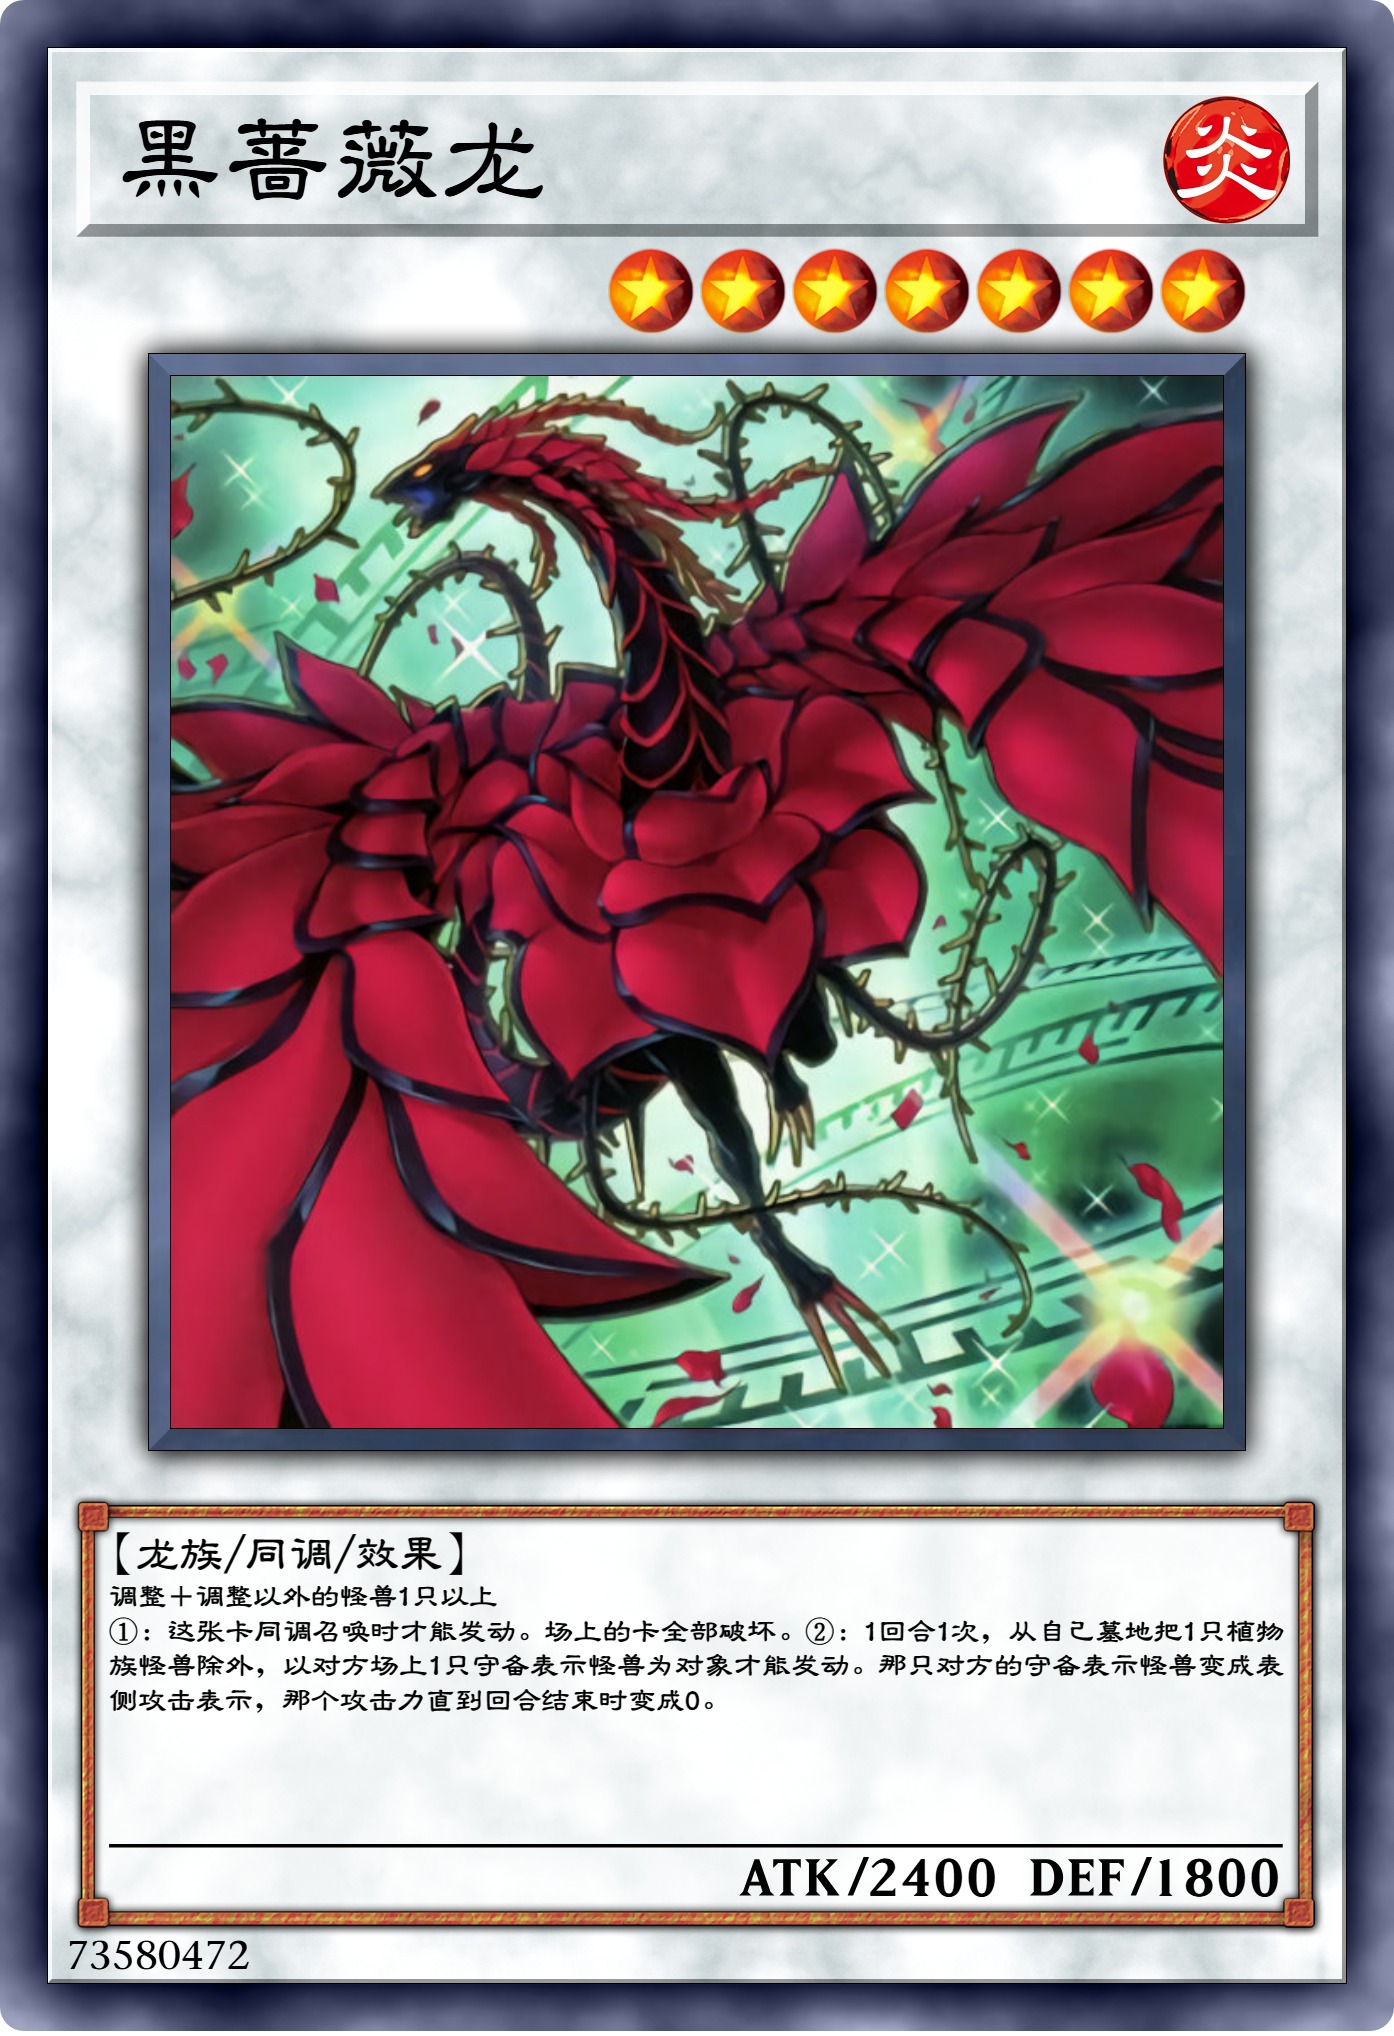 黑蔷薇龙
炎
【龙族/同调/效果】
调整＋调整以外的怪兽1只以上
①：这张卡同调召唤时才能发动。场上的卡全部破坏。②：1回合1次，从自己墓地把1只植物
族怪兽除外，以对方场上1只守备表示怪兽为对象才能发动。那只对方的守备表示怪兽变成表
侧攻击表示，那个攻击力直到回合结束时变成0。
ATK/2400 DEF/1800
73580472